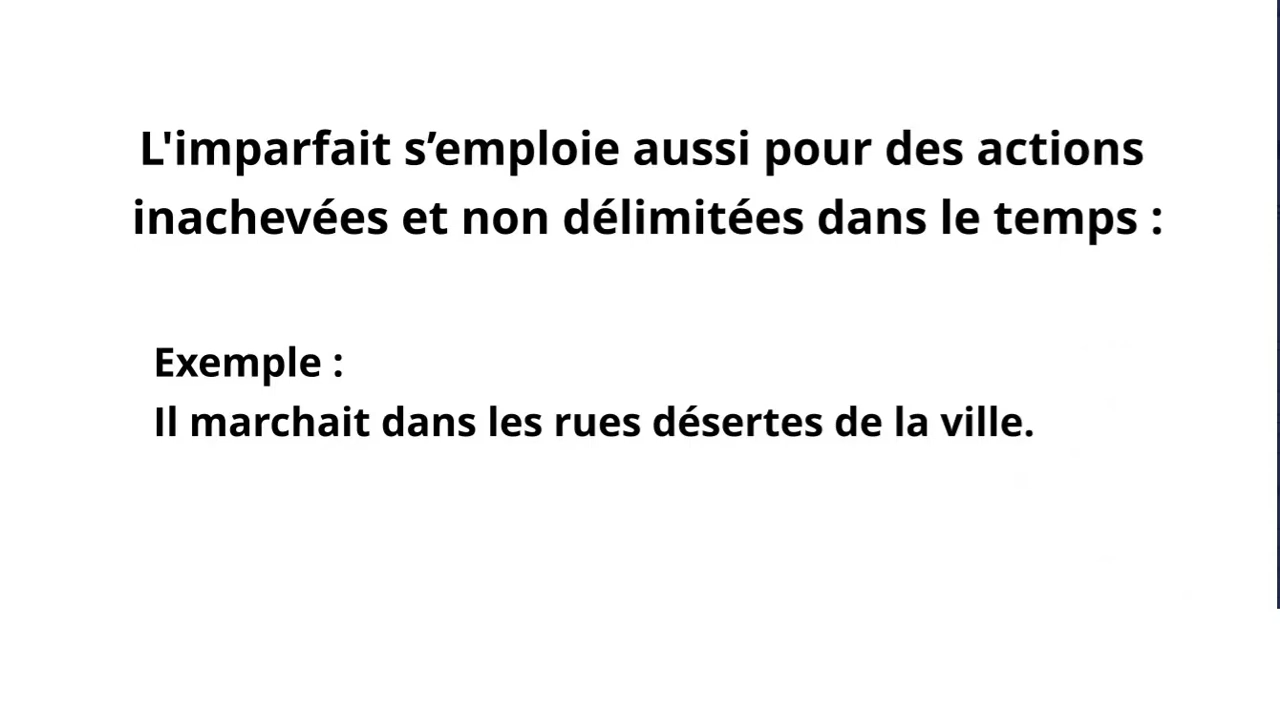 L'imparfait s’emploie aussi pour des actions
inachevées et non délimitées dans le temps :
Exemple :
Il marchait dans les rues désertes de la ville.